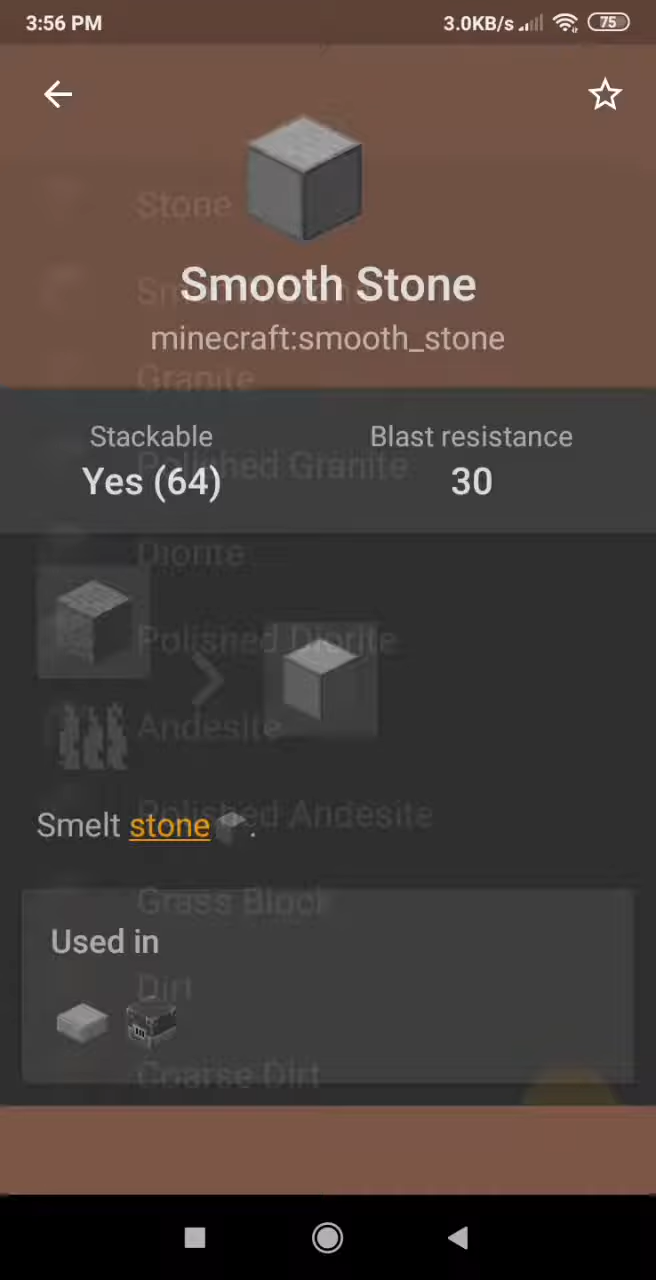 3:56 PM
3.0KB/s
75
Stone
Smooth Stone
minecraft:smooth_stone
Granite
Stackable
Blast resistance
Polished Granite
Yes (64)
30
Diorite
Polished Diorite
Andesite
Polished Andesite
Smelt stone .
Grass Block
Used in
Dirt
Coarse Dirt